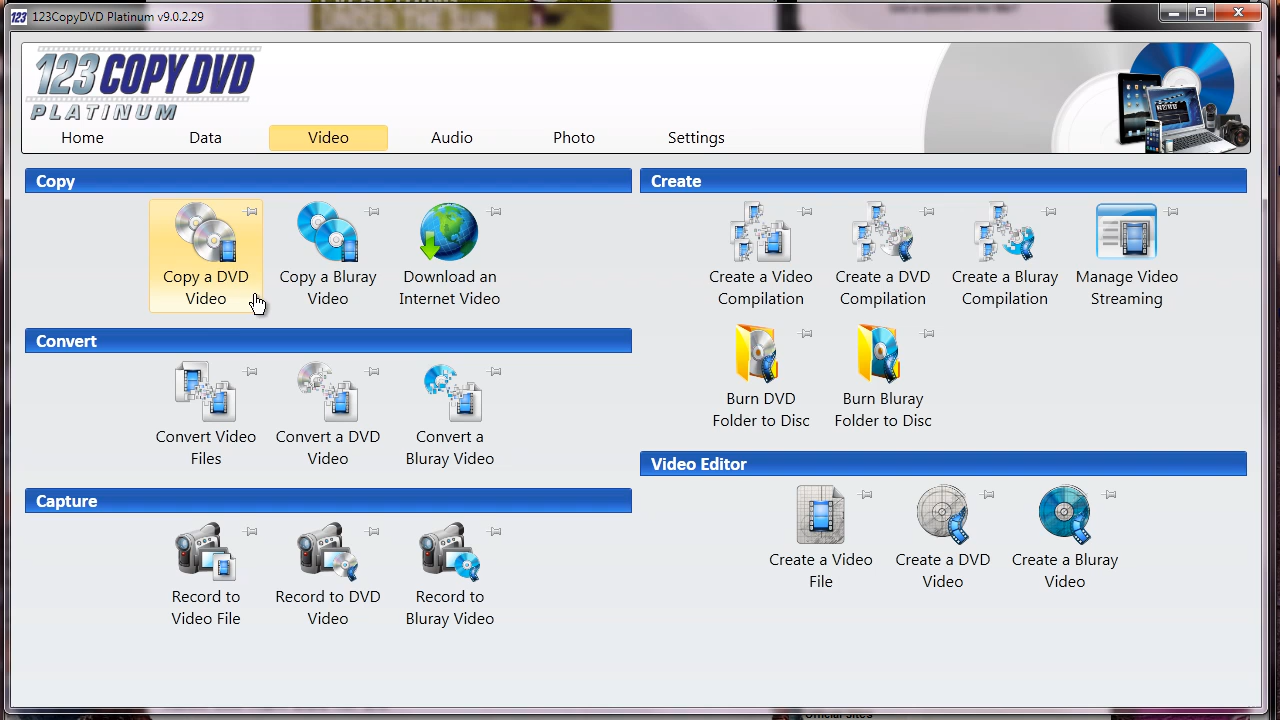 123 123CopyDVD Platinum v9.0.2.29
123 COPY DVD
PLATINUM
Home Data Video Audio Photo Settings
Copy
Copy a DVD
Video
Copy a Bluray
Video
Download an
Internet Video
Convert
Convert Video
Files
Convert a DVD
Video
Convert a
Bluray Video
Capture
Record to
Video File
Record to DVD
Video
Record to
Bluray Video
Create
Create a Video
Compilation
Create a DVD
Compilation
Create a Bluray
Compilation
Manage Video
Streaming
Burn DVD
Folder to Disc
Burn Bluray
Folder to Disc
Video Editor
Create a Video
File
Create a DVD
Video
Create a Bluray
Video